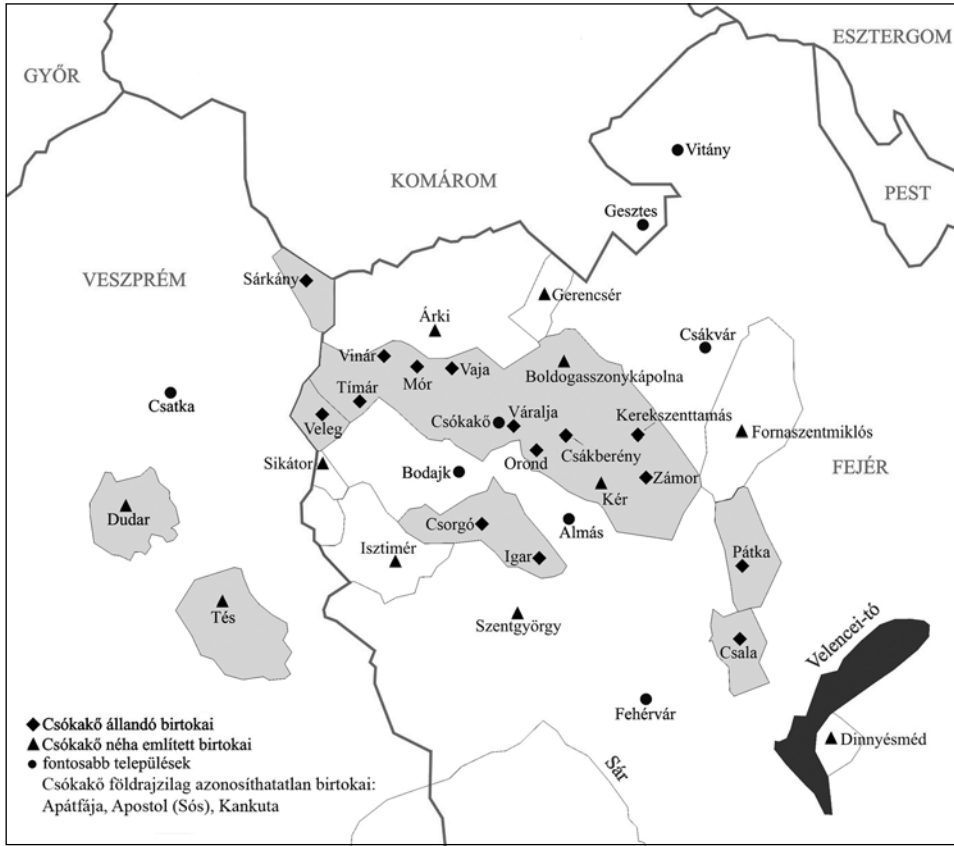 ESZTERGOM
GYŐR
Vitány
KOMÁROM
PEST
Gesztes
VESZPRÉM
Sárkány
Gerencsér
Árki
Csákvár
Vinár
Mór
Vaja
Boldogasszonykápolna
Csatka
Tímár
Veleg
Csókakő
Váralja
Kerekszenttamás
Fornaszentmiklós
Csákberény
Sikátor
Bodajk
Orond
Zámor
FEJÉR
Kér
Dudar
Csorgó
Almás
Isztimér
Igar
Pátka
Tés
Szentgyörgy
Velencei-tó
Csala
Fehérvár
Dinnyésméd
Sár
Csókakő állandó birtokai
Csókakő néha említett birtokai
fontosabb települések
Csókakő földrajzilag azonosíthatatlan birtokai:
Apátfája, Apostol (Sós), Kankuta